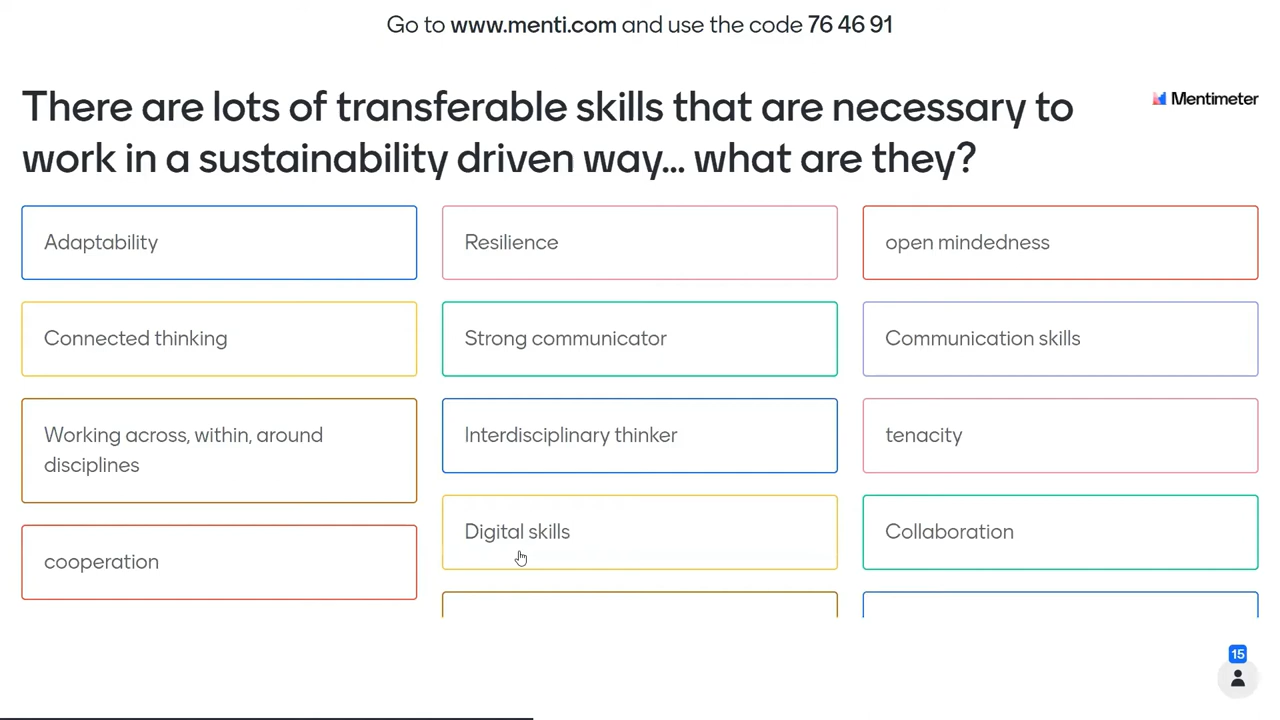 Go to www.menti.com and use the code 76 46 91
There are lots of transferable skills that are necessary to
work in a sustainability driven way... what are they?
Mentimeter
Adaptability
Resilience
open mindedness
Connected thinking
Strong communicator
Communication skills
Working across, within, around
disciplines
Interdisciplinary thinker
tenacity
Digital skills
Collaboration
cooperation
15